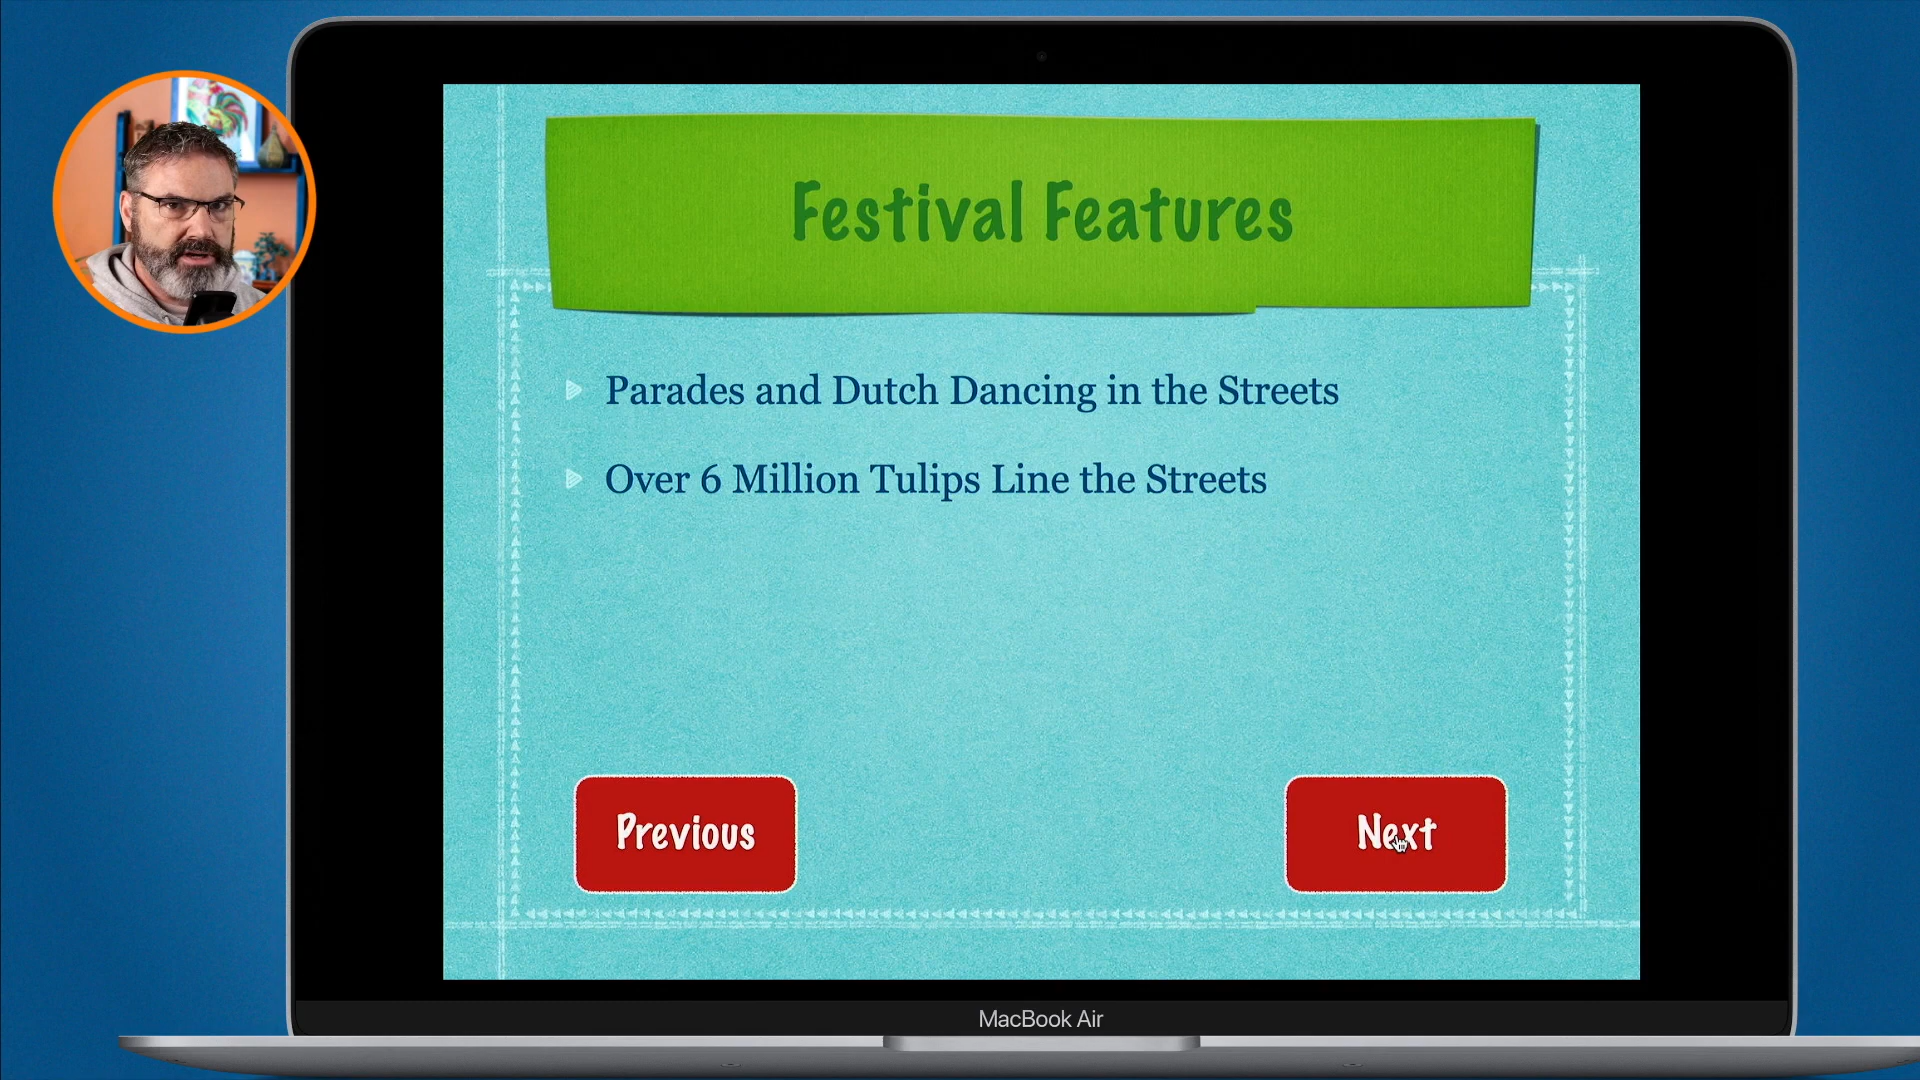 Festival Features
Parades and Dutch Dancing in the Streets
Over 6 Million Tulips Line the Streets
Previous
Next
MacBook Air